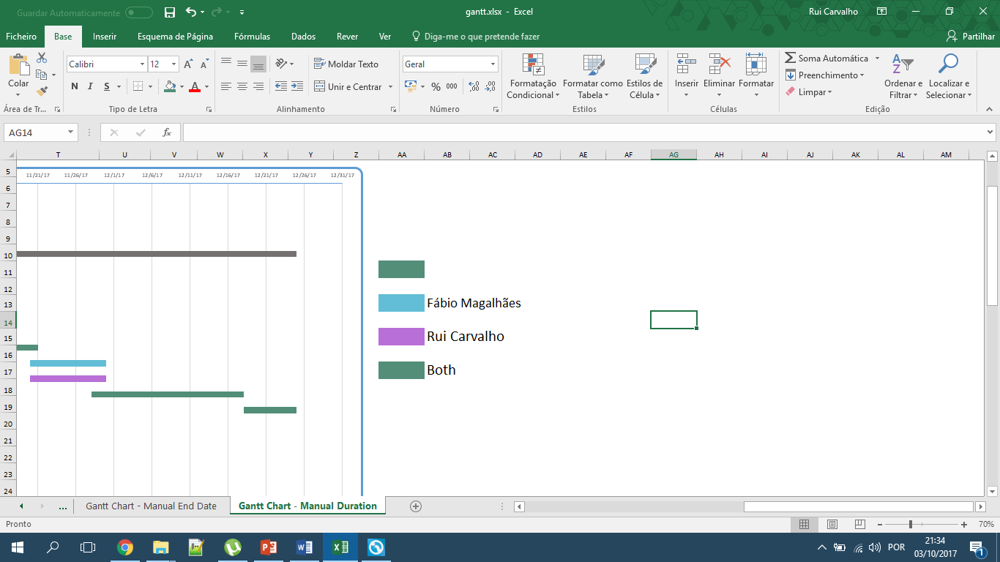 Guardar Automaticamente
gantt.xlsx - Excel
Rui Carvalho
Ficheiro Base Inserir Esquema de Página Fórmulas Dados Rever Ver Diga-me o que pretende fazer Partilhar
Colar
Área de Tr...
Calibri 12
N I S A
Tipo de Letra
Moldar Texto
Unir e Centrar
Alinhamento
Geral
% 000
Número
Formatação Condicional
Formatar como Tabela
Estilos de Célula
Estilos
Inserir Eliminar Formatar
Células
Soma Automática
Preenchimento
Limpar
Ordenar e Filtrar
Localizar e Selecionar
Edição
AG14
fx
T U V W X Y Z AA AB AC AD AE AF AG AH AI AJ AK AL AM
5
11/21/17 11/26/17 12/1/17 12/6/17 12/11/17 12/16/17 12/21/17 12/26/17 12/31/17
6
7
8
9
10
11
12
13 Fábio Magalhães
14
15 Rui Carvalho
16
17 Both
18
19
20
21
22
23
24
... Gantt Chart - Manual End Date Gantt Chart - Manual Duration
Pronto
70%
POR
21:34
03/10/2017
1